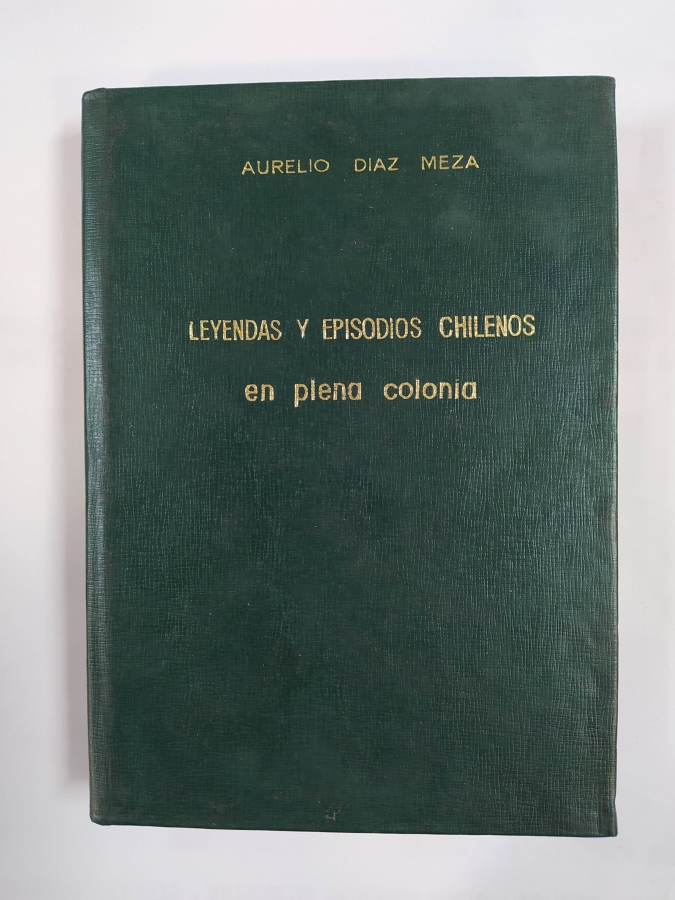 AURELIO DIAZ MEZA
LEYENDAS Y EPISODIOS CHILENOS
en plena colonia